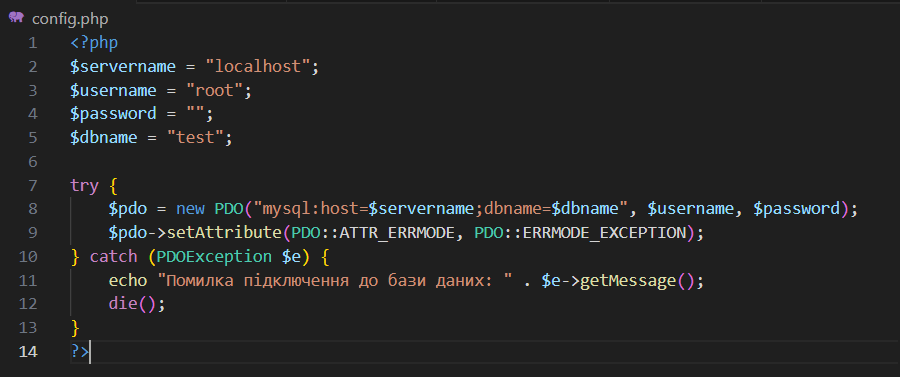 config.php
1 <?php
2 $servername = "localhost";
3 $username = "root";
4 $password = "";
5 $dbname = "test";
6
7 try {
8 $pdo = new PDO("mysql:host=$servername;dbname=$dbname", $username, $password);
9 $pdo->setAttribute(PDO::ATTR_ERRMODE, PDO::ERRMODE_EXCEPTION);
10 } catch (PDOException $e) {
11 echo "Помилка підключення до бази даних: " . $e->getMessage();
12 die();
13 }
14 ?>